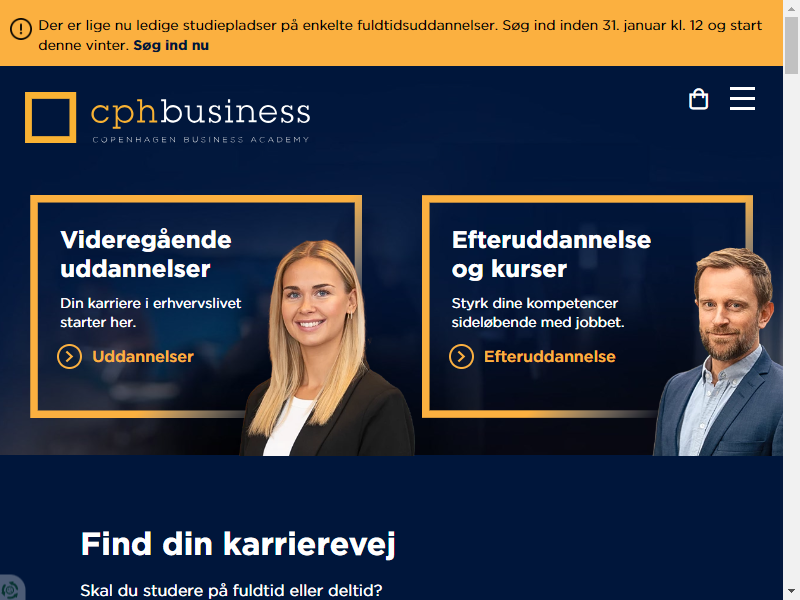 Der er lige nu ledige studiepladser på enkelte fuldtidsuddannelser. Søg ind inden 31. januar kl. 12 og start
denne vinter. Søg ind nu
cphbusiness
COPENHAGEN BUSINESS ACADEMY
Videregående
uddannelser
Din karriere i erhvervslivet
starter her.
Uddannelser
Efteruddannelse
og kurser
Styrk dine kompetencer
sideløbende med jobbet.
Efteruddannelse
Find din karrierevej
Skal du studere på fuldtid eller deltid?